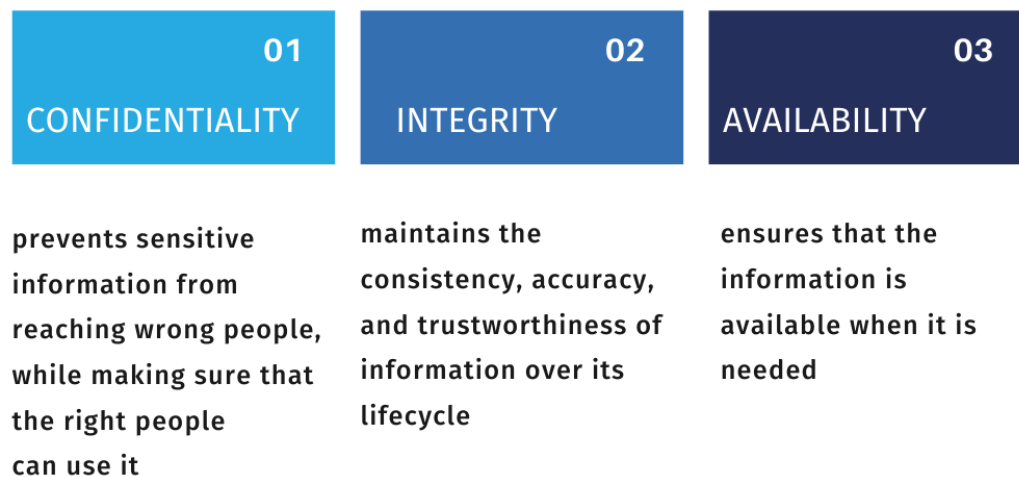 01
CONFIDENTIALITY
prevents sensitive
information from
reaching wrong people,
while making sure that
the right people
can use it
02
INTEGRITY
maintains the
consistency, accuracy,
and trustworthiness of
information over its
lifecycle
03
AVAILABILITY
ensures that the
information is
available when it is
needed